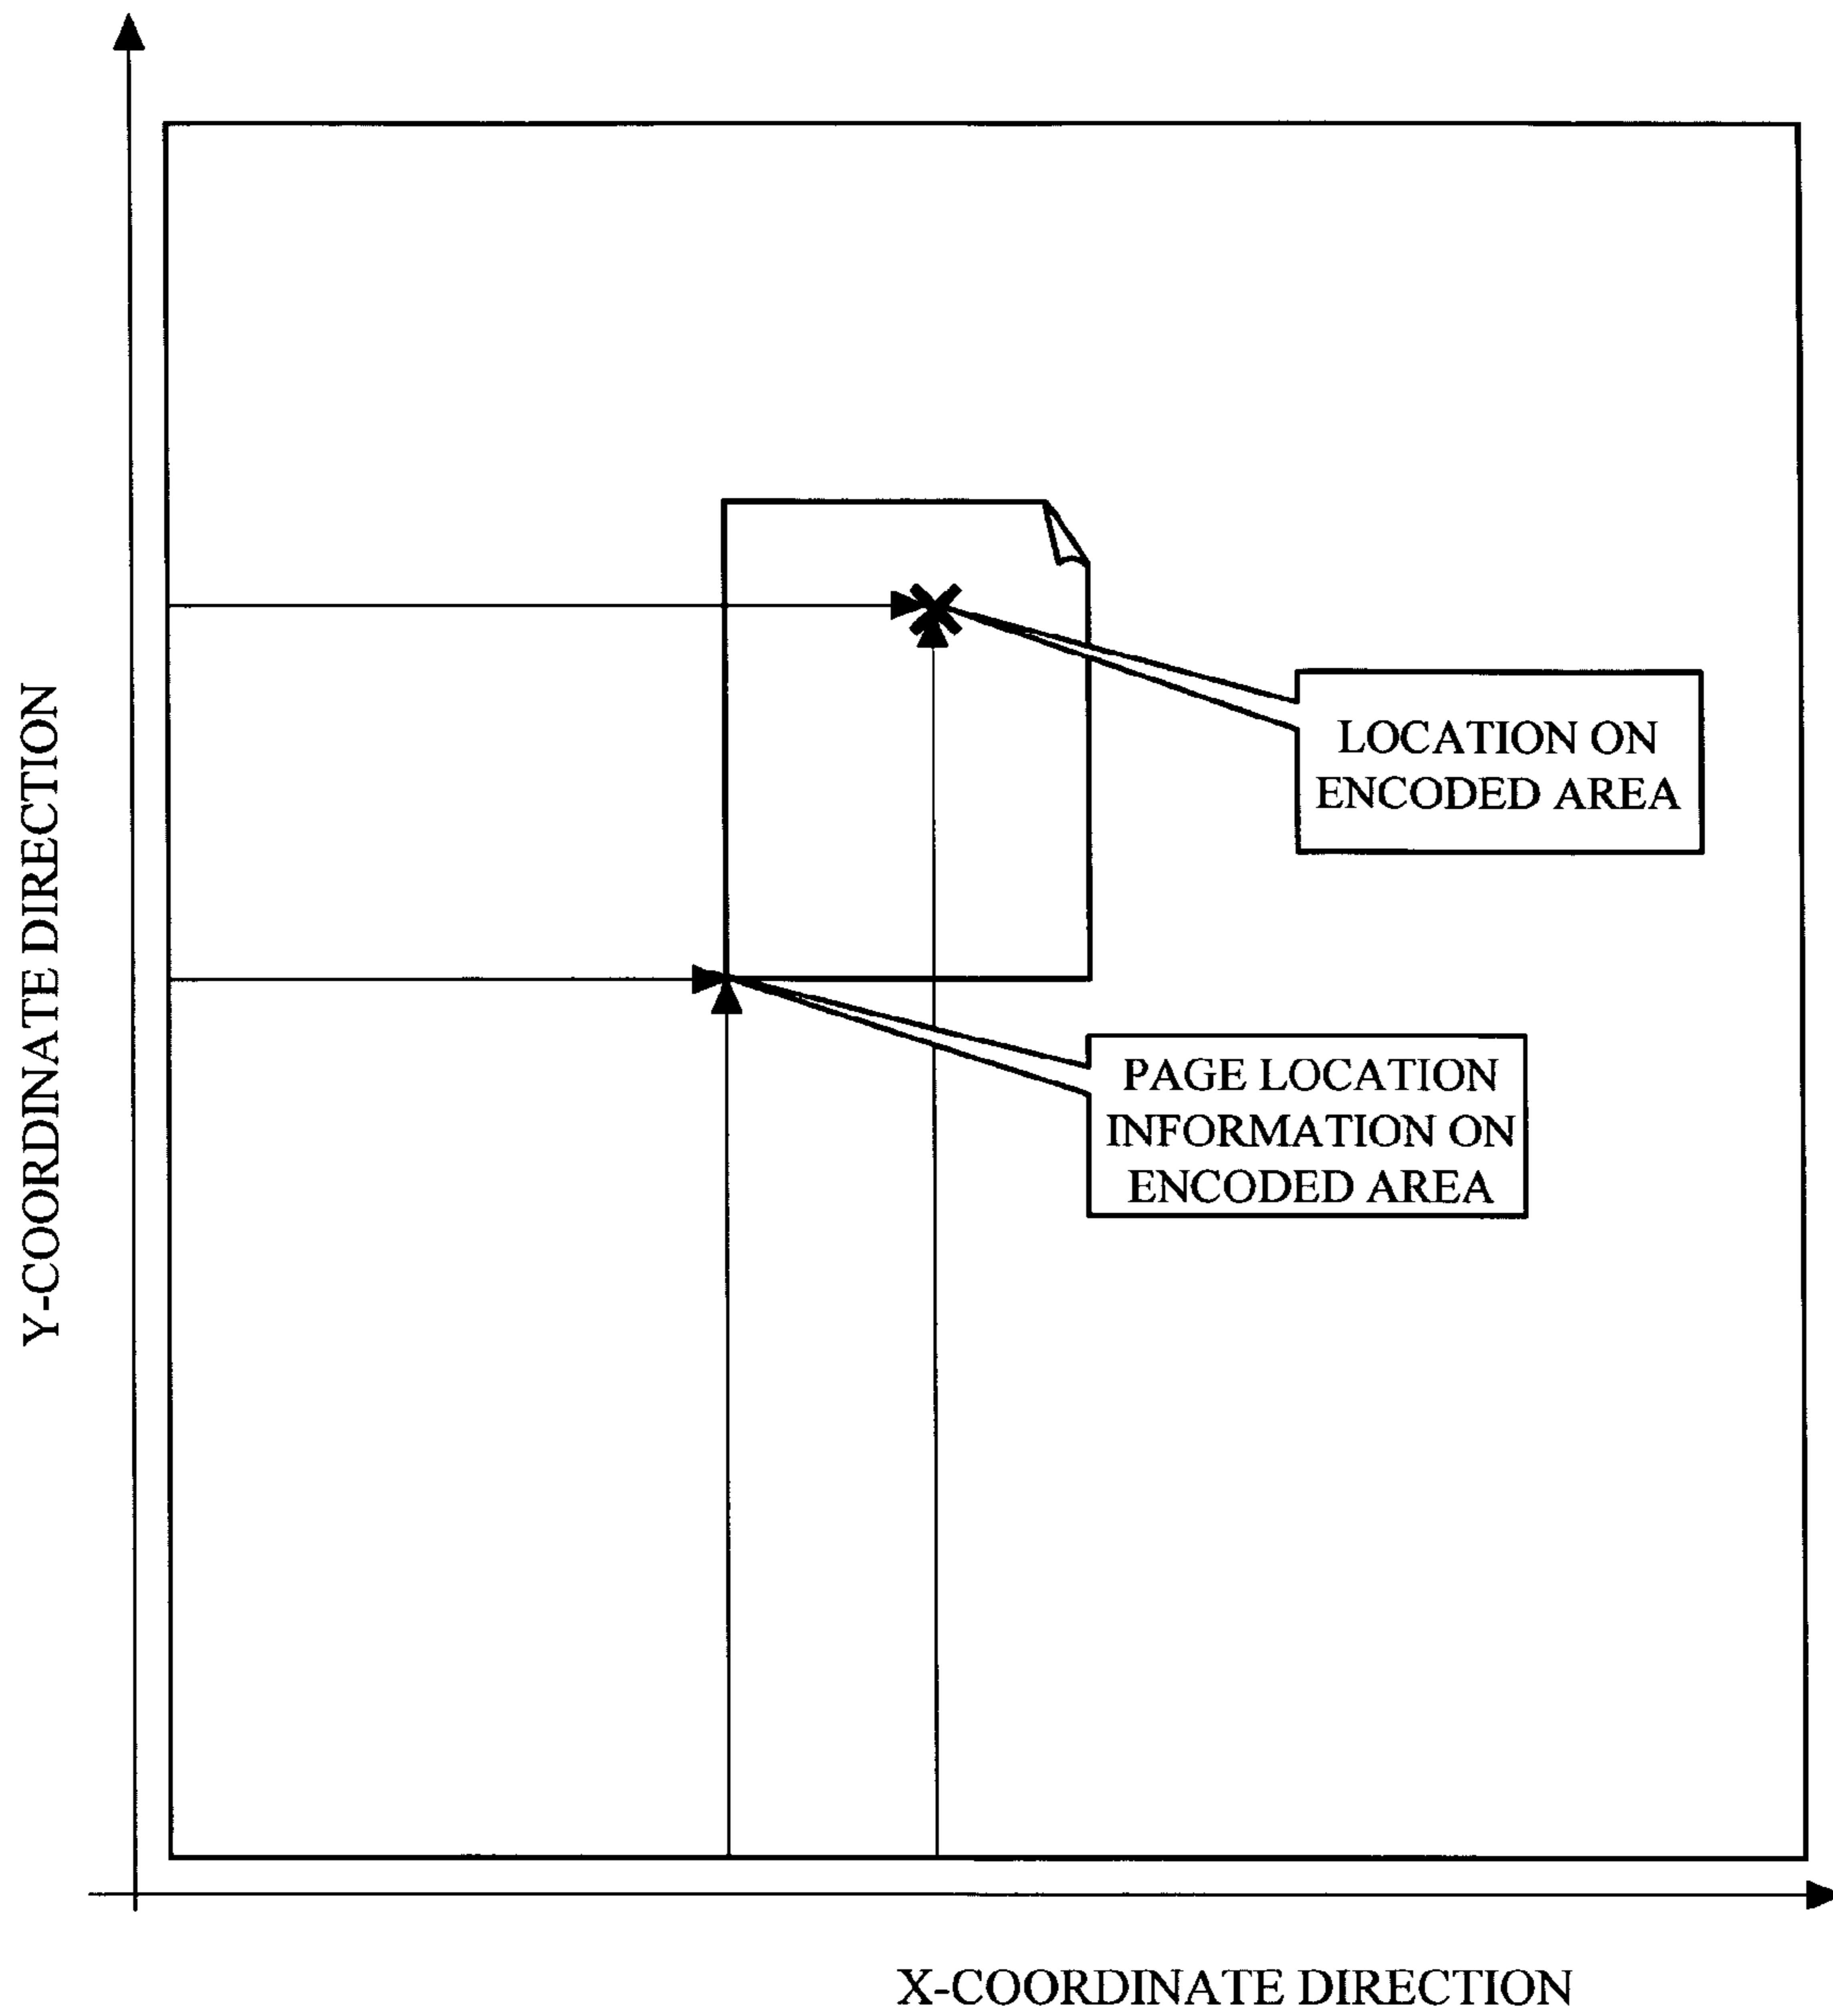 Y-COORDINATE DIRECTION
LOCATION ON
ENCODED AREA
PAGE LOCATION
INFORMATION ON
ENCODED AREA
X-COORDINATE DIRECTION